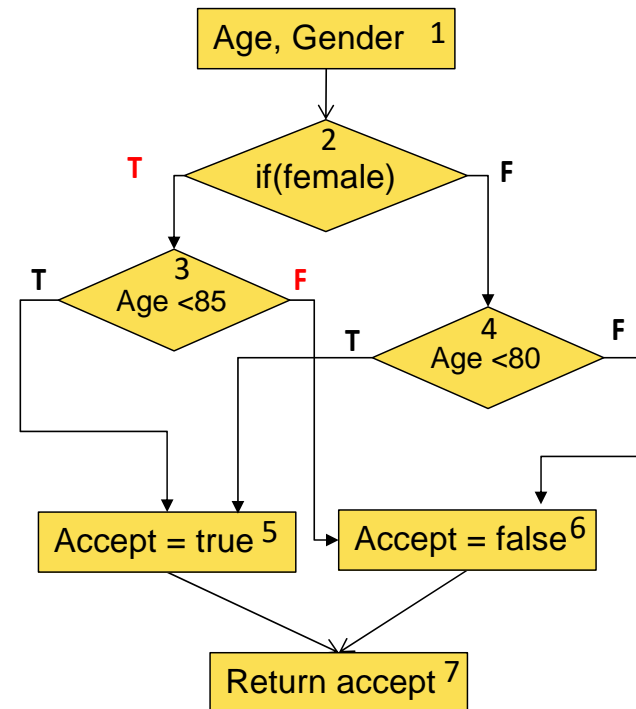 Age, Gender 1
2
T
if(female)
F
3
T
Age <85
F
4
T
Age <80
F
Accept = true 5
Accept = false 6
Return accept 7